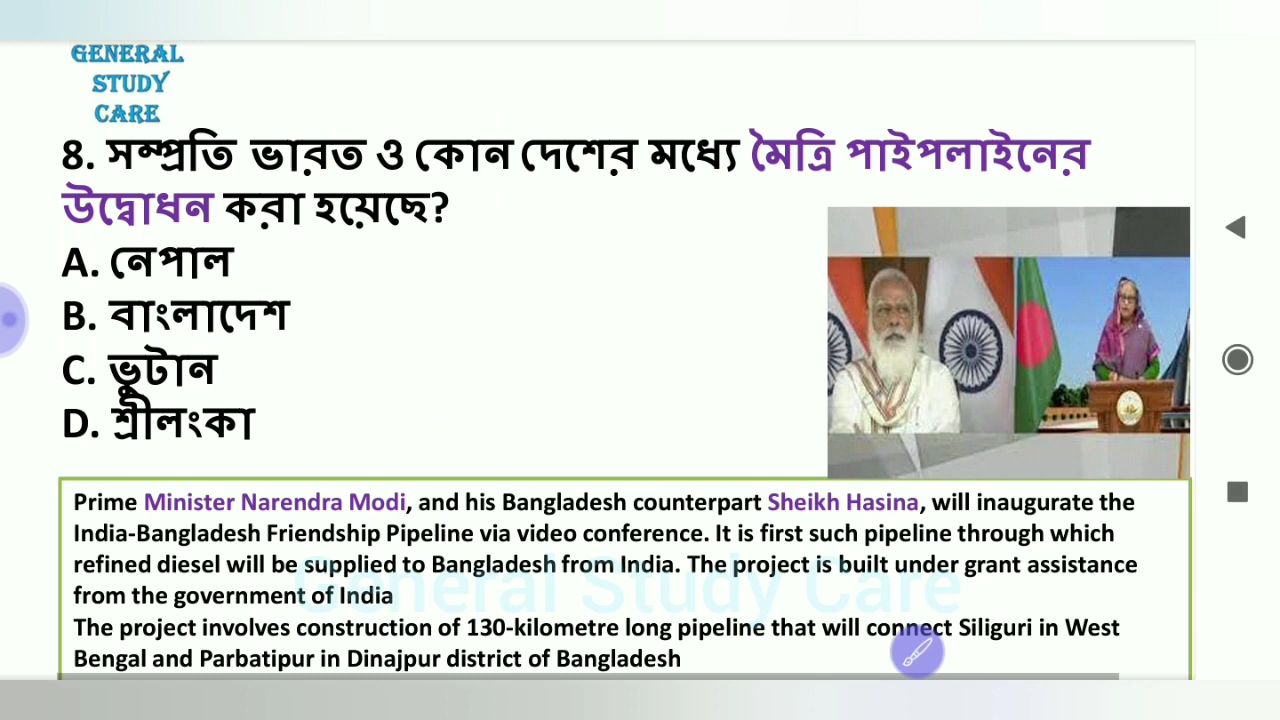 GENERAL
STUDY
CARE
8. সম্প্রতি ভারত ও কোন দেশের মধ্যে মৈত্রি পাইপলাইনের
উদ্বোধন করা হয়েছে?
A. নেপাল
B. বাংলাদেশ
C. ভুটান
D. শ্রীলংকা
Prime Minister Narendra Modi, and his Bangladesh counterpart Sheikh Hasina, will inaugurate the
India-Bangladesh Friendship Pipeline via video conference. It is first such pipeline through which
refined diesel will be supplied to Bangladesh from India. The project is built under grant assistance
from the government of India
General Study Care
The project involves construction of 130-kilometre long pipeline that will connect Siliguri in West
Bengal and Parbatipur in Dinajpur district of Bangladesh